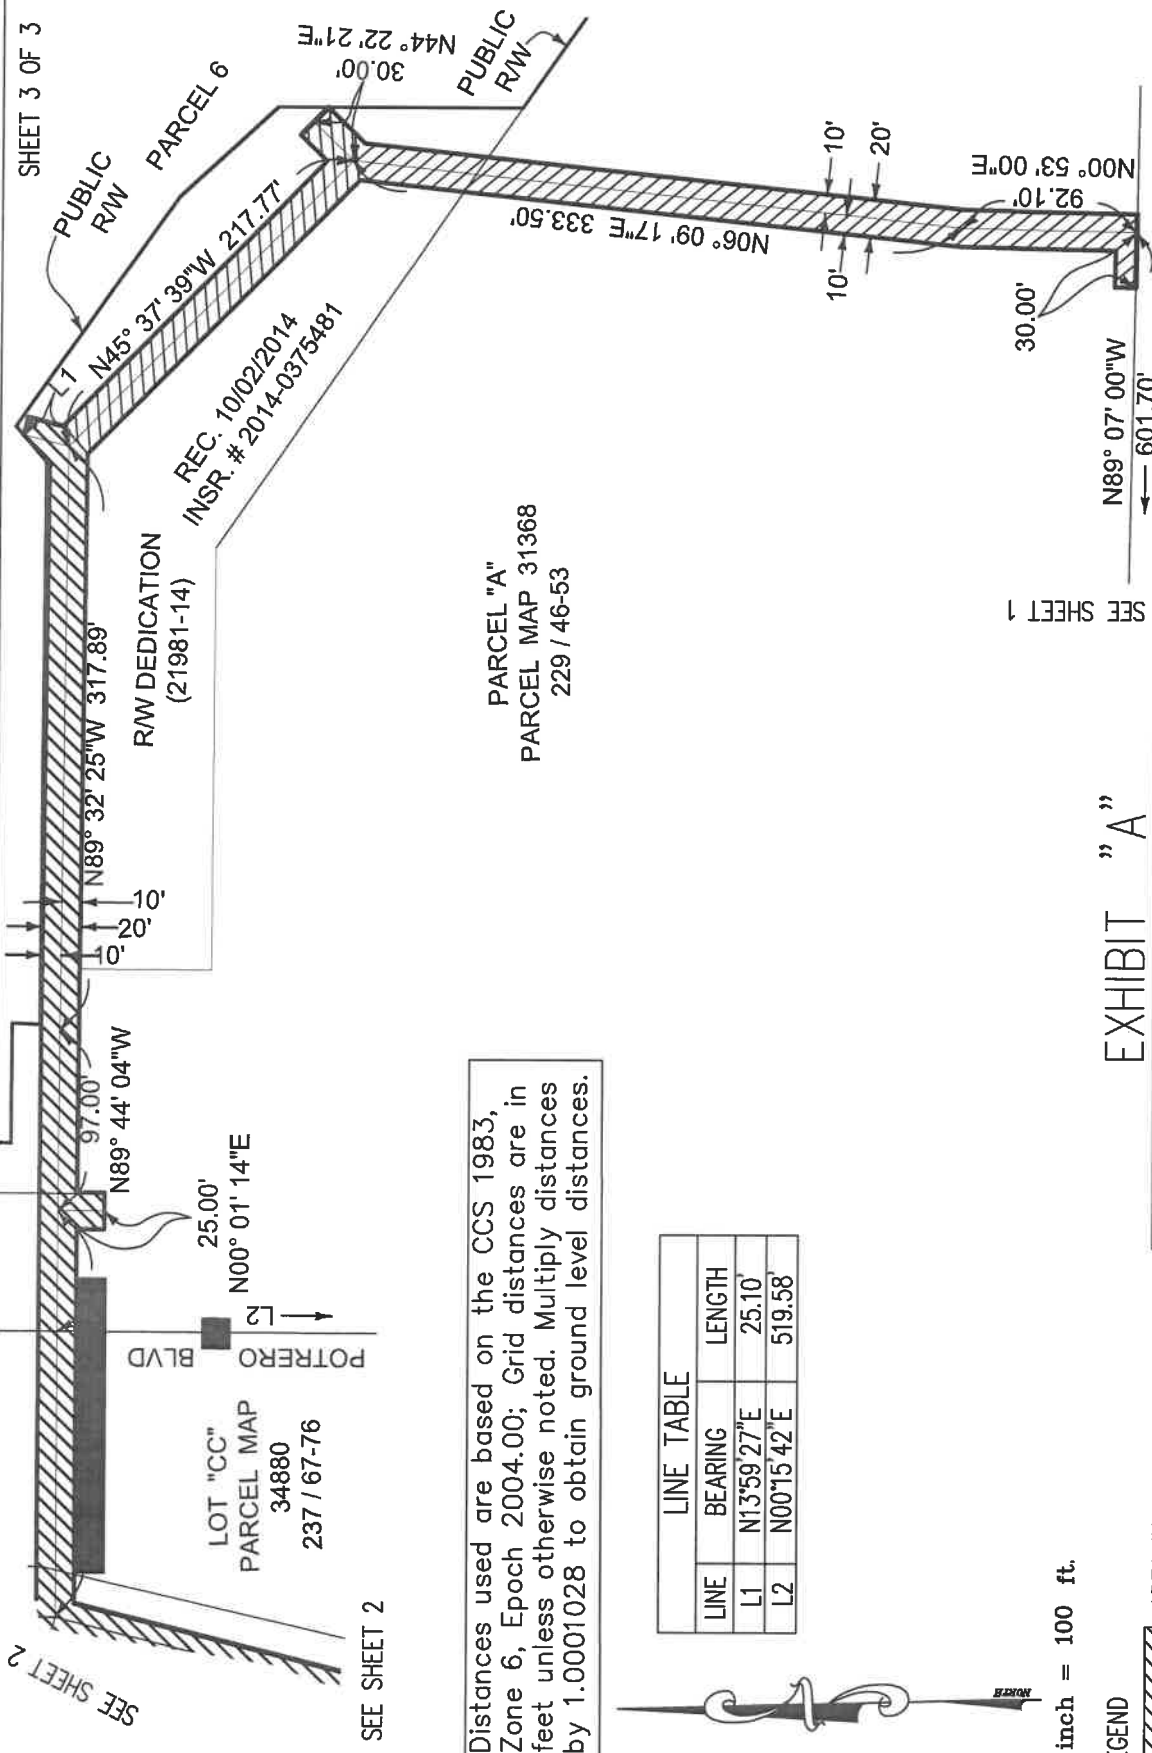 SHEET 3 OF 3
PUBLIC
R/W
PARCEL 6
N44° 22' 21"E
30.00'
PUBLIC
R/W
L1
N45° 37' 39"W 217.77'
REC. 10/02/2014
INSR. # 2014-0375481
N89° 32' 25"W 317.89'
R/W DEDICATION
(21981-14)
10'
20'
10'
N06° 09' 17"E 333.50'
10'
20'
10'
N00° 53' 00"E
92.10'
30.00'
N89° 07' 00"W
601.70'
SEE SHEET 1
PARCEL "A"
PARCEL MAP 31368
229 / 46-53
97.00'
N89° 44' 04"W
25.00'
N00° 01' 14"E
L2
POTRERO
BLVD
LOT "CC"
PARCEL MAP
34880
237 / 67-76
SEE SHEET 2
SEE SHEET 2
Distances used are based on the CCS 1983,
Zone 6, Epoch 2004.00; Grid distances are in
feet unless otherwise noted. Multiply distances
by 1.0001028 to obtain ground level distances.
LINE TABLE
LINE BEARING LENGTH
L1 N13°59'27"E 25.10'
L2 N00°15'42"E 519.58'
NORTH
inch = 100 ft.
EXHIBIT "A"